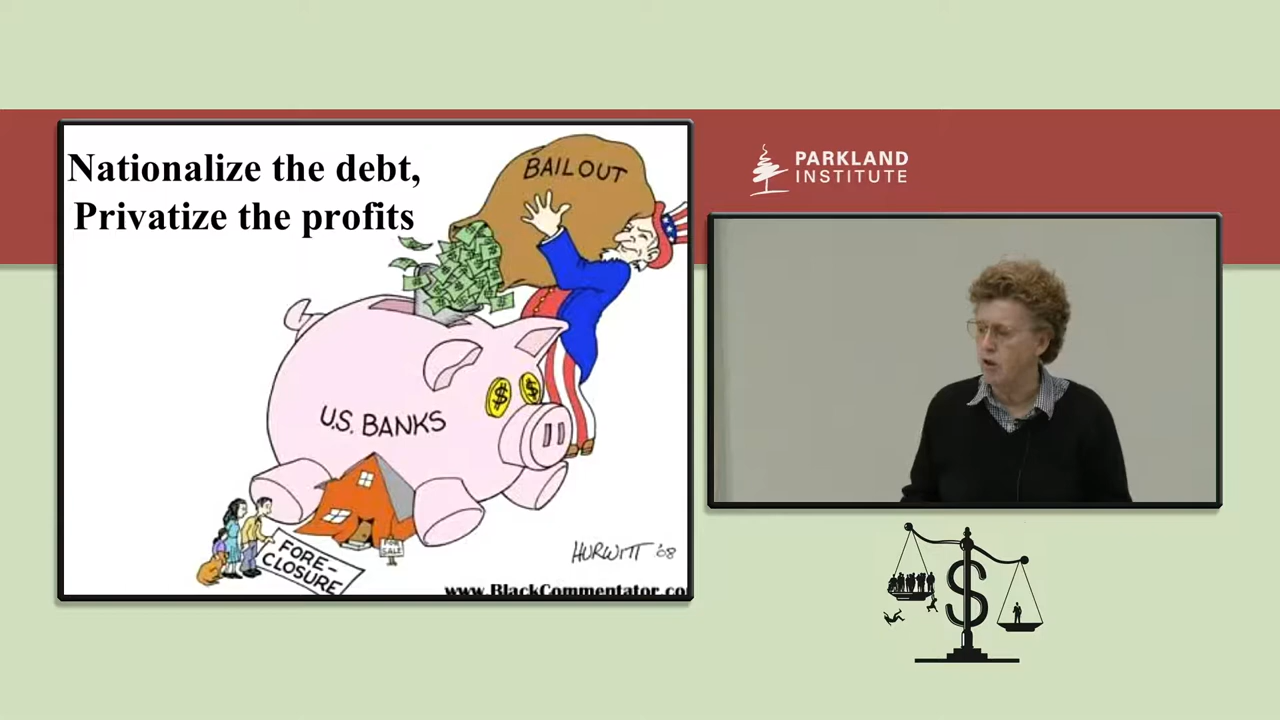 Nationalize the debt,
Privatize the profits
BAILOUT
$ $
U.S. BANKS
FOR
SALE
FORE-
CLOSURE
HURWITT '08
www.BlackCommentator.co
PARKLAND
INSTITUTE
$